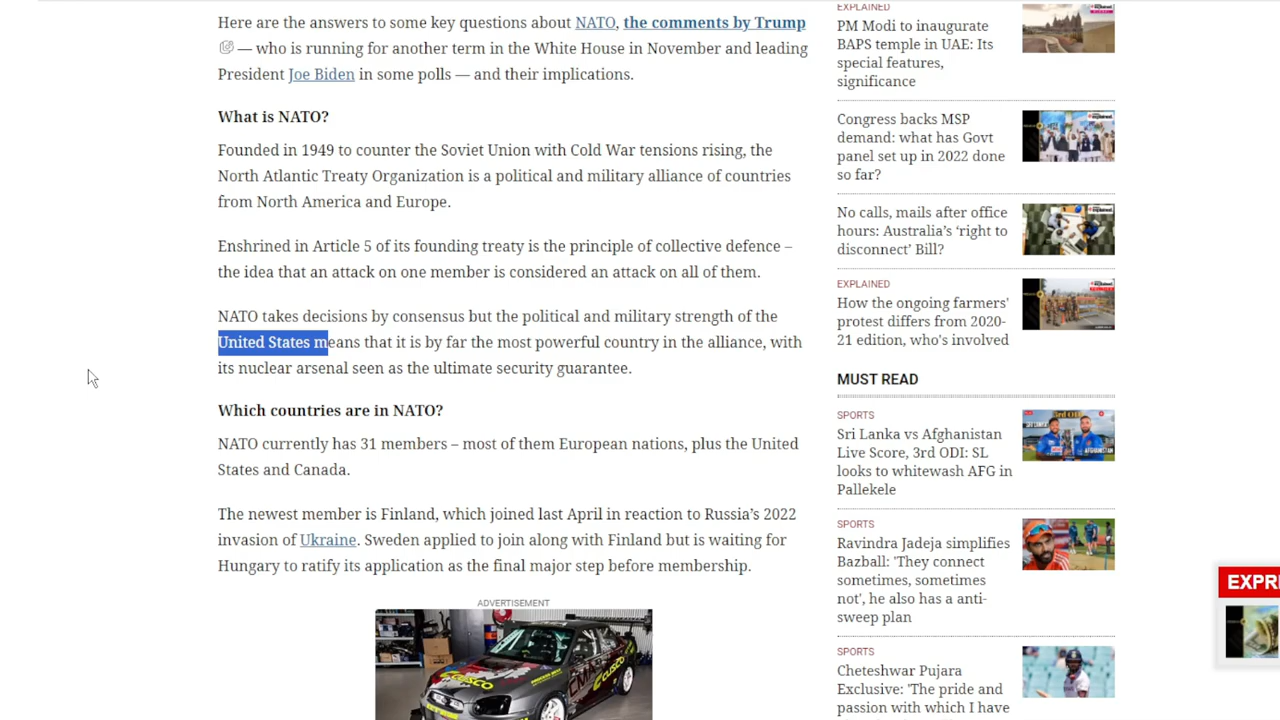 Here are the answers to some key questions about NATO, the comments by Trump
— who is running for another term in the White House in November and leading
President Joe Biden in some polls — and their implications.
What is NATO?
Founded in 1949 to counter the Soviet Union with Cold War tensions rising, the
North Atlantic Treaty Organization is a political and military alliance of countries
from North America and Europe.
Enshrined in Article 5 of its founding treaty is the principle of collective defence –
the idea that an attack on one member is considered an attack on all of them.
NATO takes decisions by consensus but the political and military strength of the
United States means that it is by far the most powerful country in the alliance, with
its nuclear arsenal seen as the ultimate security guarantee.
Which countries are in NATO?
NATO currently has 31 members – most of them European nations, plus the United
States and Canada.
The newest member is Finland, which joined last April in reaction to Russia’s 2022
invasion of Ukraine. Sweden applied to join along with Finland but is waiting for
Hungary to ratify its application as the final major step before membership.
ADVERTISEMENT
CUSCO
CUSCO
EXPLAINED
PM Modi to inaugurate
BAPS temple in UAE: Its
special features,
significance
Congress backs MSP
demand: what has Govt
panel set up in 2022 done
so far?
No calls, mails after office
hours: Australia’s ‘right to
disconnect’ Bill?
EXPLAINED
How the ongoing farmers'
protest differs from 2020-
21 edition, who's involved
MUST READ
SPORTS
Sri Lanka vs Afghanistan
Live Score, 3rd ODI: SL
looks to whitewash AFG in
Pallekele
SPORTS
Ravindra Jadeja simplifies
Bazball: 'They connect
sometimes, sometimes
not', he also has a anti-
sweep plan
SPORTS
Cheteshwar Pujara
Exclusive: 'The pride and
passion with which I have
EXPR